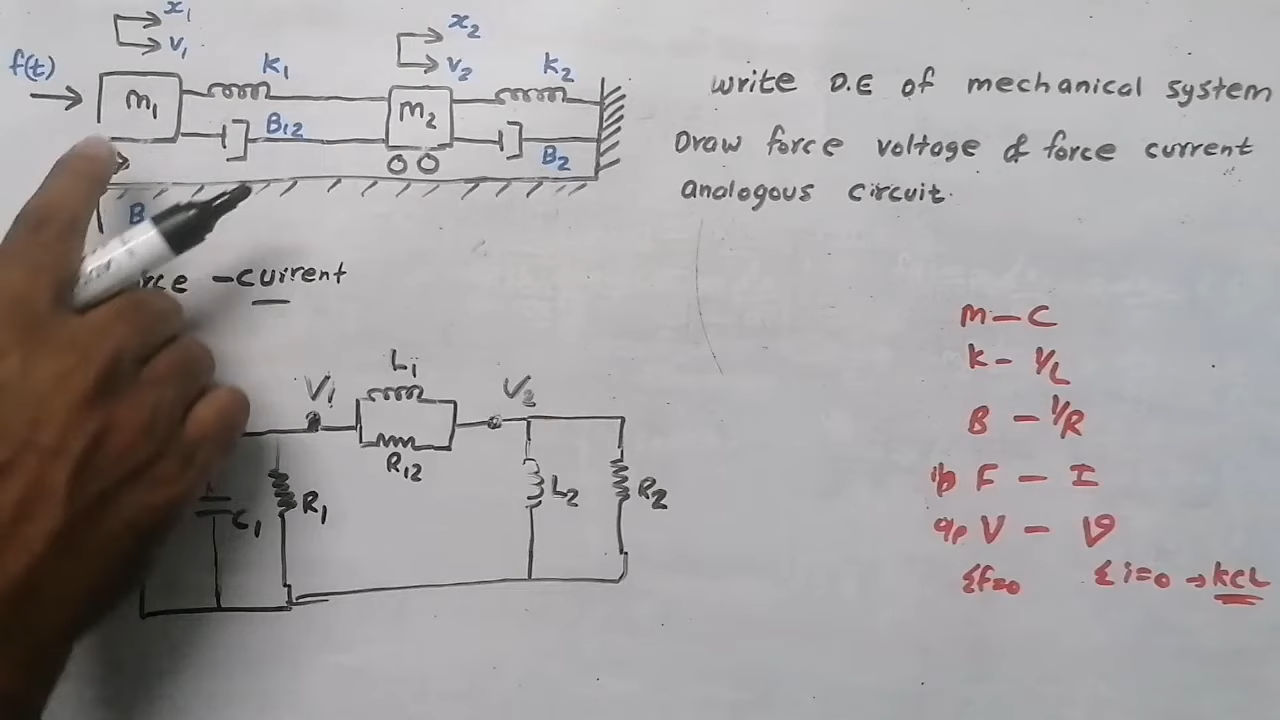 x1
v1
f(t)
m1
K1
B12
x2
v2
m2
K2
B2
B
Write D.E of mechanical system
Draw force voltage & force current
analogous circuit.
rce - current
V1
L1
R12
V2
C1
R1
L2
R2
M - C
K - 1/L
B - 1/R
i/p F - I
o/p V - V
Σf=0 Σi=0 → KCL